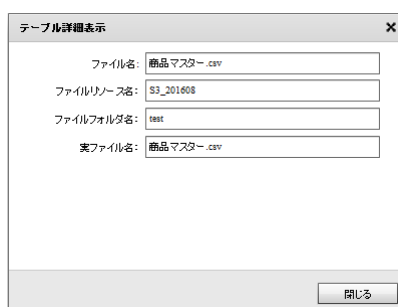 テーブル詳細表示
ファイル名: 商品マスター.csv
ファイルリソース名: S3_201608
ファイルフォルダ名: test
実ファイル名: 商品マスター.csv
閉じる